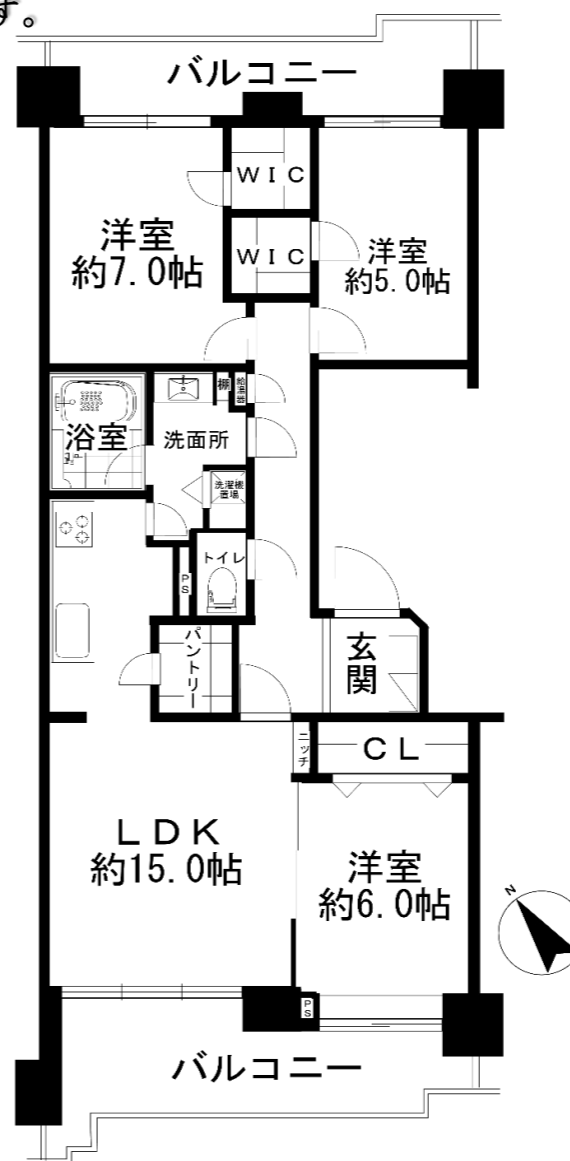 す。
バルコニー
WIC
洋室
約7.0帖
WIC
洋室
約5.0帖
棚
給湯器
浴室
洗面所
洗濯機
置場
トイレ
PS
パントリー
玄関
ニッチ
CL
LDK
約15.0帖
洋室
約6.0帖
N
PS
バルコニー